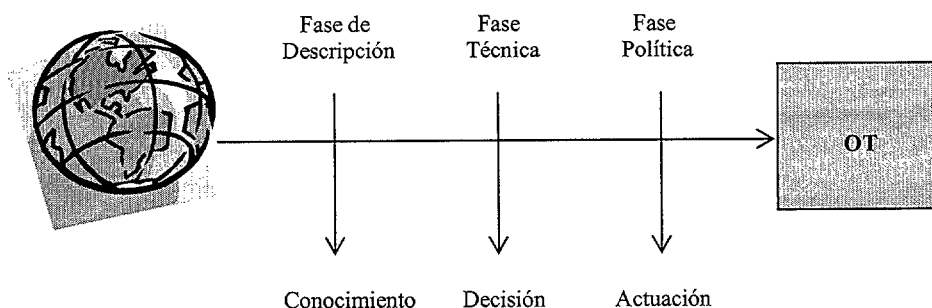 Fase de
Descripción
Fase
Técnica
Fase
Política
OT
Conocimiento
Decisión
Actuación